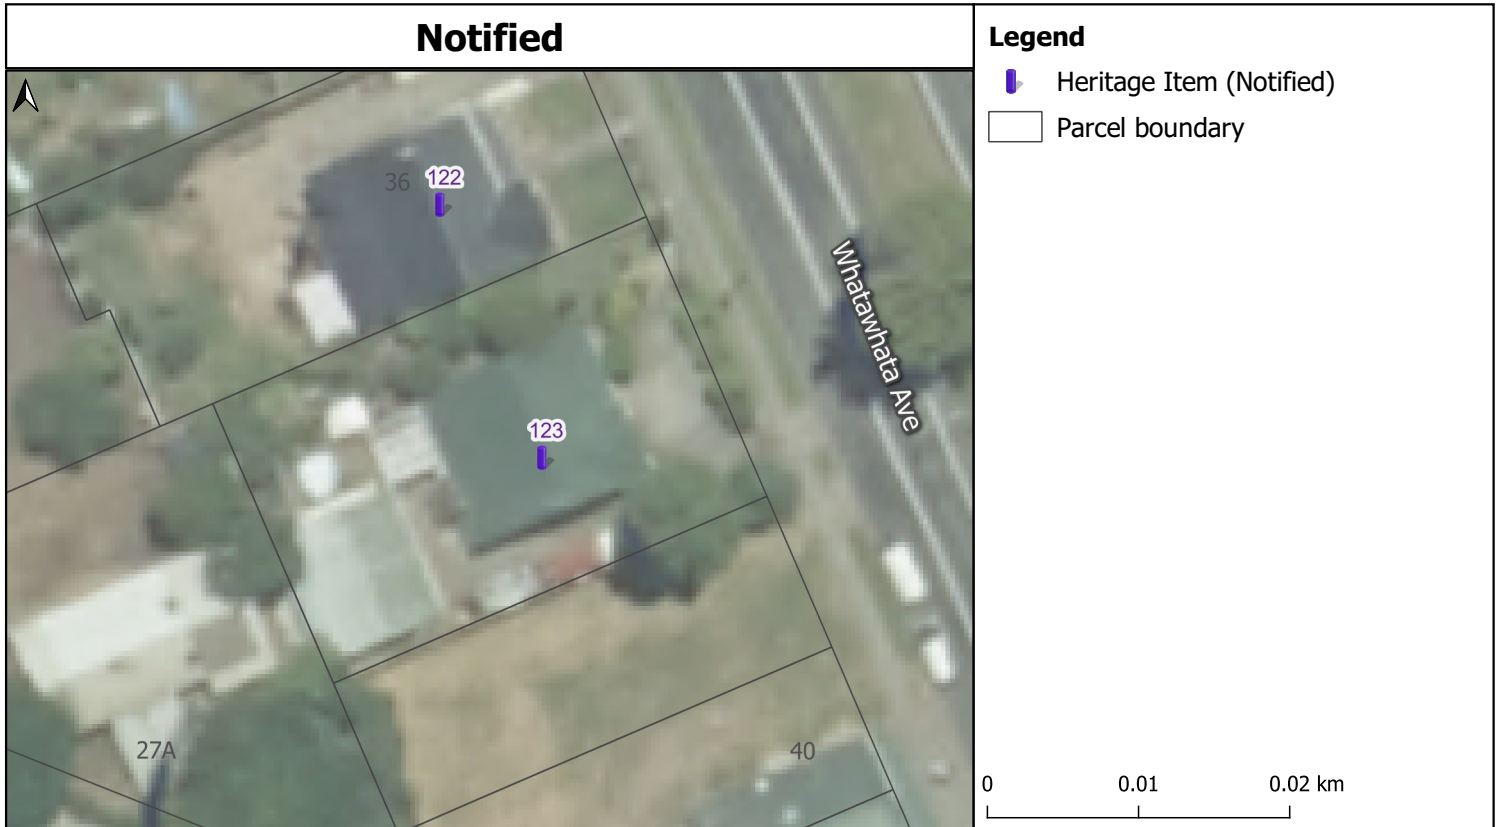 Notified
Legend
Heritage Item (Notified)
Parcel boundary
36
122
Whatawhata Ave
123
27A
40
0 0.01 0.02 km